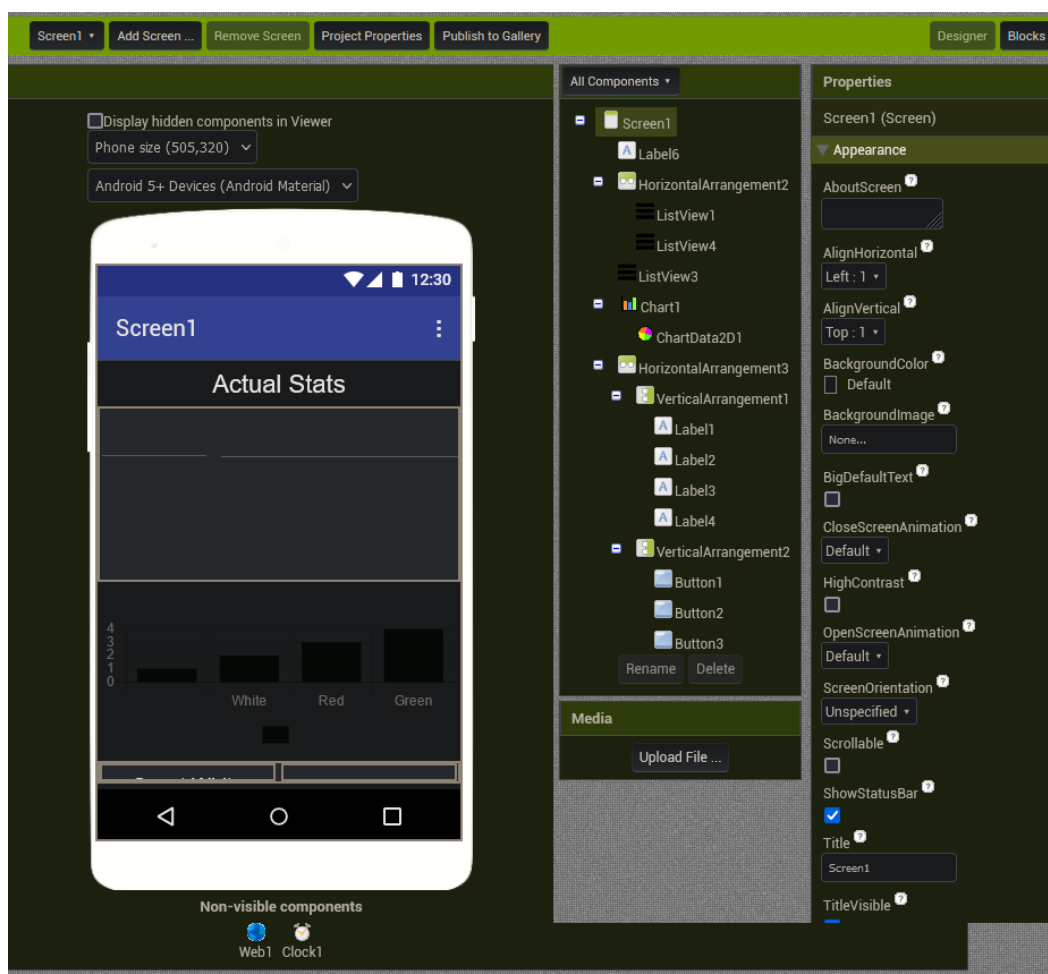 Screen1
Add Screen ...
Remove Screen
Project Properties
Publish to Gallery
Designer
Blocks
Display hidden components in Viewer
Phone size (505,320)
Android 5+ Devices (Android Material)
12:30
Screen1
Actual Stats
4
3
2
1
0
White
Red
Green
Non-visible components
Web1
Clock1
All Components
Screen1
Label6
HorizontalArrangement2
ListView1
ListView4
ListView3
Chart1
ChartData2D1
HorizontalArrangement3
VerticalArrangement1
Label1
Label2
Label3
Label4
VerticalArrangement2
Button1
Button2
Button3
Rename
Delete
Media
Upload File ...
Properties
Screen1 (Screen)
Appearance
AboutScreen ?
AlignHorizontal ?
Left : 1
AlignVertical ?
Top : 1
BackgroundColor ?
Default
BackgroundImage ?
None...
BigDefaultText ?
CloseScreenAnimation ?
Default
HighContrast ?
OpenScreenAnimation ?
Default
ScreenOrientation ?
Unspecified
Scrollable ?
ShowStatusBar ?
Title ?
Screen1
TitleVisible ?